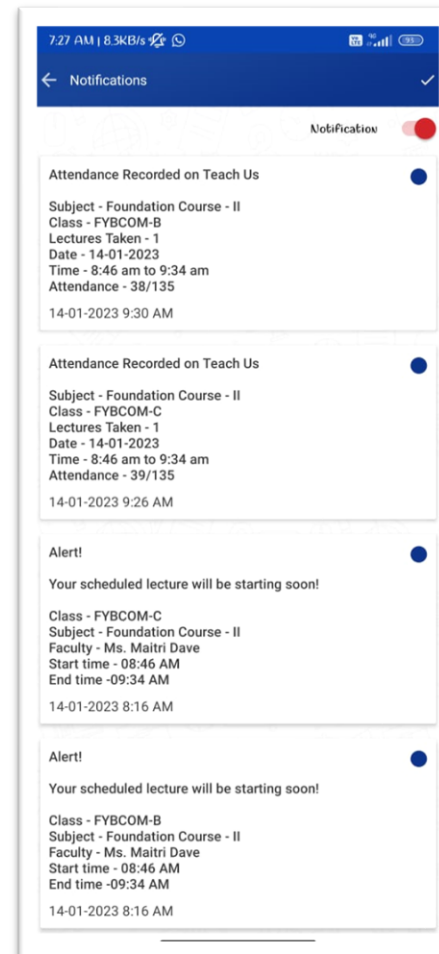 7:27 AM | 8.3KB/s
Notifications
Notification
Attendance Recorded on Teach Us
Subject - Foundation Course - II
Class - FYBCOM-B
Lectures Taken - 1
Date - 14-01-2023
Time - 8:46 am to 9:34 am
Attendance - 38/135
14-01-2023 9:30 AM
Attendance Recorded on Teach Us
Subject - Foundation Course - II
Class - FYBCOM-C
Lectures Taken - 1
Date - 14-01-2023
Time - 8:46 am to 9:34 am
Attendance - 39/135
14-01-2023 9:26 AM
Alert!
Your scheduled lecture will be starting soon!
Class - FYBCOM-C
Subject - Foundation Course - II
Faculty - Ms. Maitri Dave
Start time - 08:46 AM
End time -09:34 AM
14-01-2023 8:16 AM
Alert!
Your scheduled lecture will be starting soon!
Class - FYBCOM-B
Subject - Foundation Course - II
Faculty - Ms. Maitri Dave
Start time - 08:46 AM
End time -09:34 AM
14-01-2023 8:16 AM